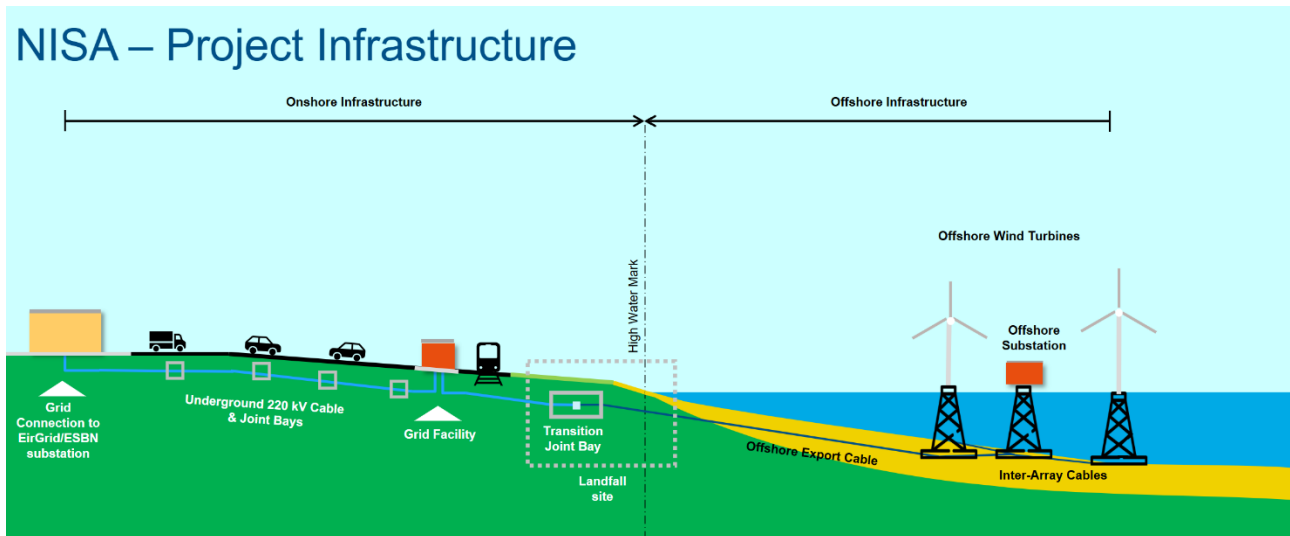 NISA – Project Infrastructure
Onshore Infrastructure
Offshore Infrastructure
High Water Mark
Offshore Wind Turbines
Offshore
Substation
Grid
Connection to
EirGrid/ESBN
substation
Underground 220 kV Cable
& Joint Bays
Grid Facility
Transition
Joint Bay
Landfall
site
Offshore Export Cable
Inter-Array Cables